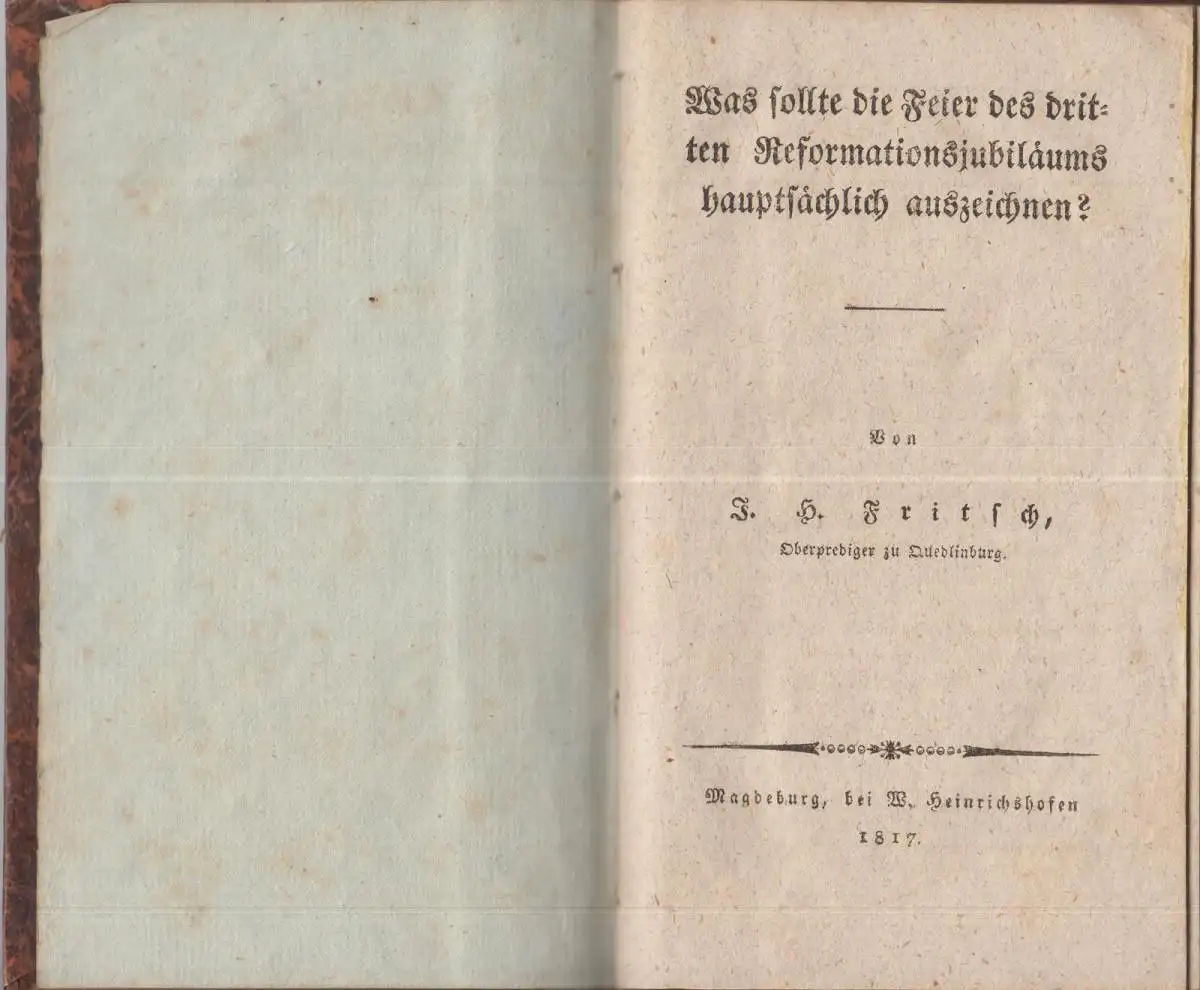 Was sollte die Feier des drit-
ten Reformationsjubiläums
hauptsächlich auszeichnen?
Von
J. H. Fritsch,
Oberprediger zu Quedlinburg.
Magdeburg, bei W. Heinrichshofen
1817.